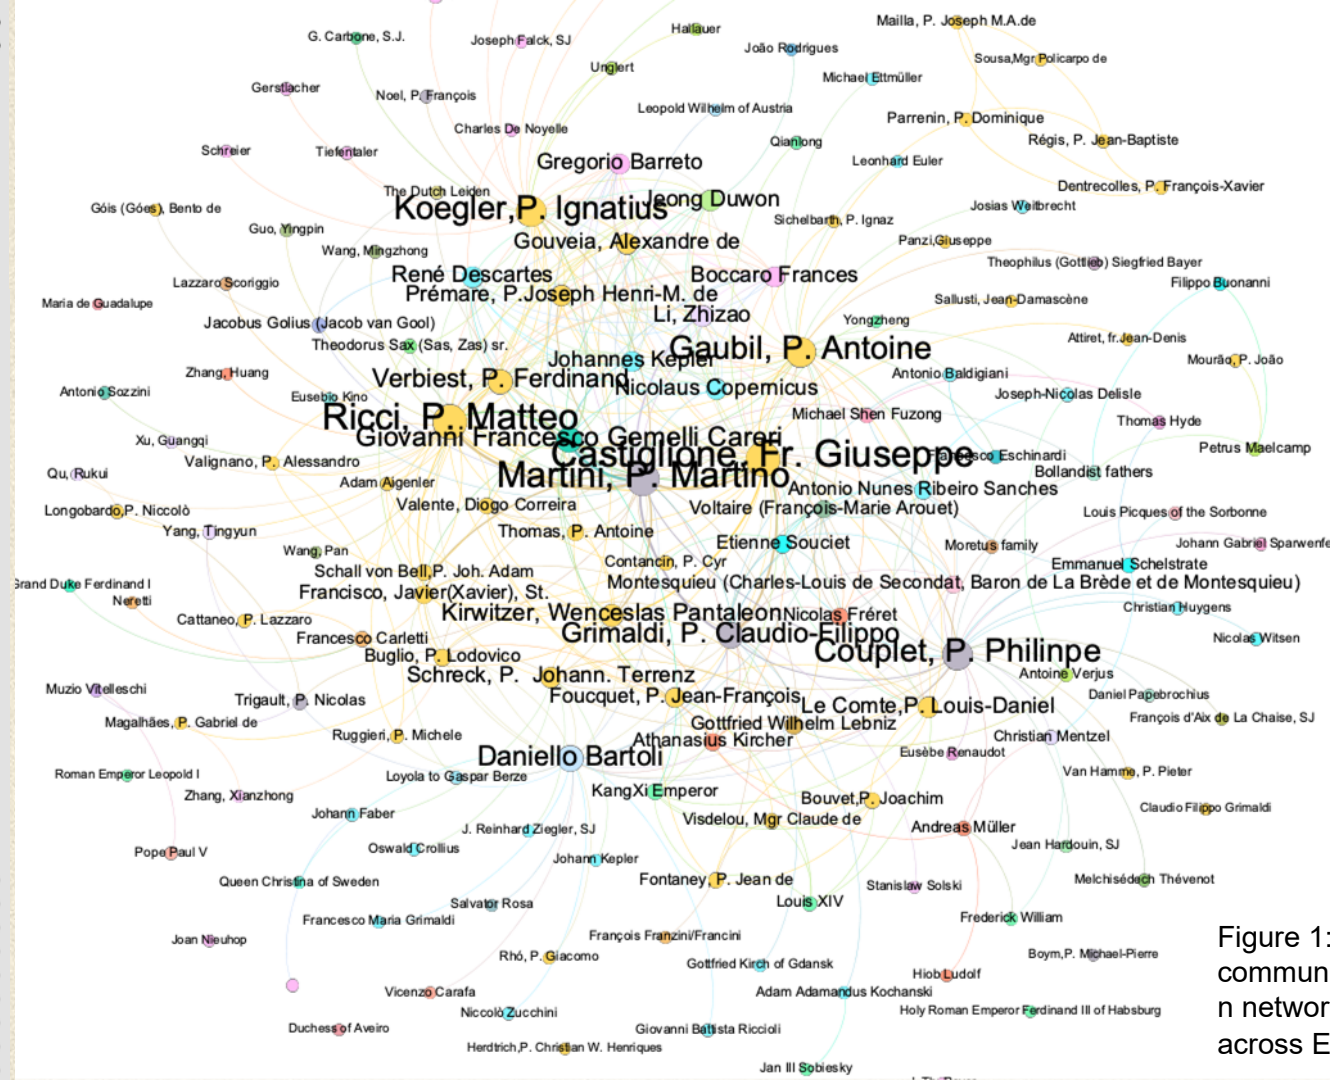 Mailla, P. Joseph M.A.de
Hallauer
G. Carbone, S.J.
Joseph Falck, SJ
João Rodrigues
Sousa,Mgr Policarpo de
Unglert
Michael Ettmüller
Gerstlacher
Noel, P. François
Leopold Wilhelm of Austria
Parrenin, P. Dominique
Charles De Noyelle
Qianlong
Régis, P. Jean-Baptiste
Schreier
Tiefentaler
Gregorio Barreto
Leonhard Euler
The Dutch Leiden
Dentrecolles, P. François-Xavier
Jeong Duwon
Koegler,P. Ignatius
Góis (Góes), Bento de
Josias Weitbrecht
Sichelbarth, P. Ignaz
Guo, Yingpin
Gouveia, Alexandre de
Panzi,Giuseppe
Wang, Mingzhong
Theophilus (Gottlieb) Siegfried Bayer
René Descartes
Boccaro Frances
Lazzaro Scoriggio
Filippo Buonanni
Prémare, P.Joseph Henri-M. de
Maria de Guadalupe
Sallusti, Jean-Damascène
Li, Zhizao
Yongzheng
Jacobus Golius (Jacob van Gool)
Attiret, fr.Jean-Denis
Theodorus Sax (Sas, Zas) sr.
Gaubil, P. Antoine
Johannes Kepler
Mourão, P. João
Zhang, Huang
Antonio Baldigiani
Verbiest, P. Ferdinand
Nicolaus Copernicus
Antonio Sozzini
Eusebio Kino
Joseph-Nicolas Delisle
Ricci, P. Matteo
Michael Shen Fuzong
Thomas Hyde
Xu, Guangqi
Giovanni Francesco Gemelli Careri
Petrus Maelcamp
Castiglione, Fr. Giuseppe
Francesco Eschinardi
Valignano, P. Alessandro
Qu, Rukui
Bollandist fathers
Martini, P. Martino
Adam Aigenler
Antonio Nunes Ribeiro Sanches
Longobardo,P. Niccolò
Valente, Diogo Correira
Voltaire (François-Marie Arouet)
Louis Picques of the Sorbonne
Yang, Tingyun
Thomas, P. Antoine
Etienne Souciet
Moretus family
Johann Gabriel Sparwenfe
Wang, Pan
Contancin, P. Cyr
Emmanuel Schelstrate
Schall von Bell,P. Joh. Adam
Grand Duke Ferdinand I
Montesquieu (Charles-Louis de Secondat, Baron de La Brède et de Montesquieu)
Francisco, Javier(Xavier), St.
Neretti
Christian Huygens
Kirwitzer, Wenceslas Pantaleon
Nicolas Fréret
Cattaneo, P. Lazzaro
Grimaldi, P. Claudio-Filippo
Francesco Carletti
Nicolas Witsen
Couplet, P. Philinpe
Buglio, P. Lodovico
Antoine Verjus
Schreck, P. Johann. Terrenz
Muzio Vitelleschi
Daniel Papebrochius
Foucquet, P. Jean-François
Trigault, P. Nicolas
Le Comte,P. Louis-Daniel
François d'Aix de La Chaise, SJ
Magalhães, P. Gabriel de
Gottfried Wilhelm Lebniz
Ruggieri, P. Michele
Christian Mentzel
Athanasius Kircher
Eusèbe Renaudot
Daniello Bartoli
Van Hamme, P. Pieter
Roman Emperor Leopold I
Loyola to Gaspar Berze
KangXi Emperor
Zhang, Xianzhong
Bouvet,P. Joachim
Claudio Filippo Grimaldi
Johann Faber
Visdelou, Mgr Claude de
Andreas Müller
J. Reinhard Ziegler, SJ
Jean Hardouin, SJ
Oswald Crollius
Pope Paul V
Johann Kepler
Queen Christina of Sweden
Fontaney, P. Jean de
Melchisédech Thévenot
Stanislaw Solski
Louis XIV
Salvator Rosa
Frederick William
Francesco Maria Grimaldi
François Franzini/Francini
Joan Nieuhop
Figure 1:
Boym,P. Michael-Pierre
Rhó, P. Giacomo
Gottfried Kirch of Gdansk
commun
Hiob Ludolf
Vicenzo Carafa
Adam Adamandus Kochanski
n networ
Niccolò Zucchini
Holy Roman Emperor Ferdinand III of Habsburg
Duchess of Aveiro
Giovanni Battista Riccioli
across E
Herdtrich,P. Christian W. Henriques
Jan III Sobiesky